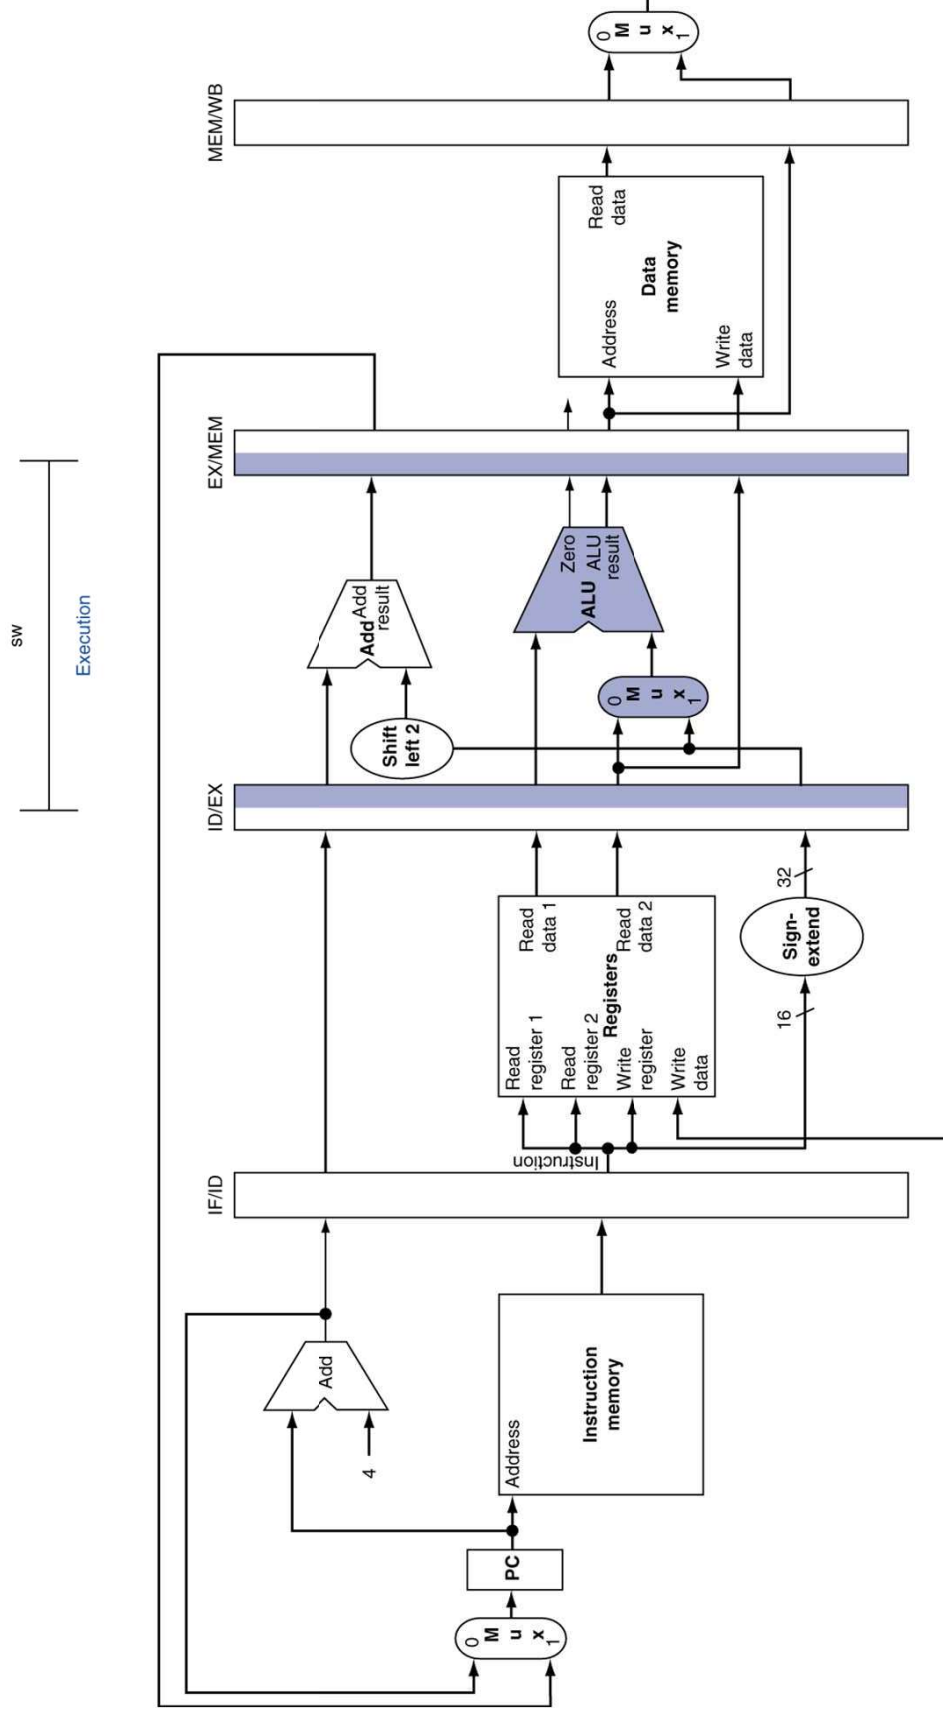 sw
Execution
IF/ID
ID/EX
EX/MEM
MEM/WB
0
M
u
x
1
PC
4
Add
Address
Instruction
memory
Instruction
Read
register 1
Read
register 2
Registers
Write
register
Write
data
Read
data 1
Read
data 2
16
Sign-
extend
32
Shift
left 2
Add
Add
result
0
M
u
x
1
ALU
Zero
ALU
result
Address
Data
memory
Write
data
Read
data
0
M
u
x
1